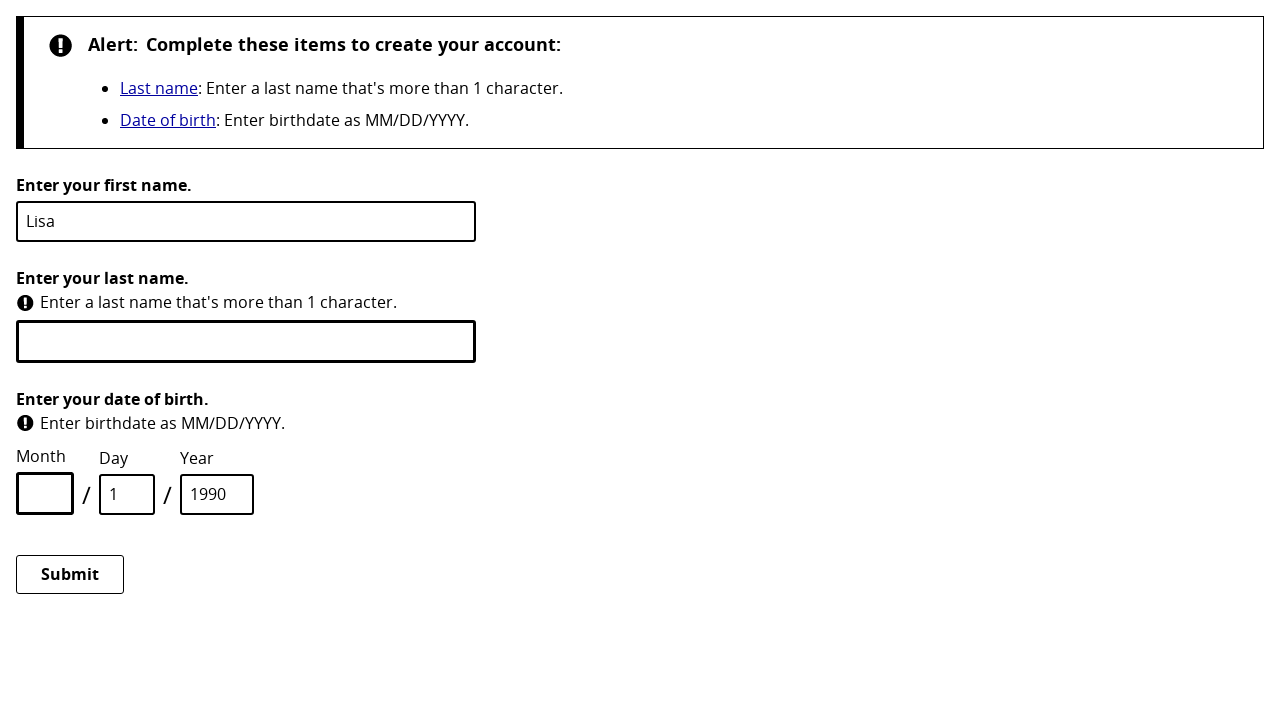 Alert: Complete these items to create your account:
Last name: Enter a last name that's more than 1 character.
Date of birth: Enter birthdate as MM/DD/YYYY.
Enter your first name.
Lisa
Enter your last name.
Enter a last name that's more than 1 character.
Enter your date of birth.
Enter birthdate as MM/DD/YYYY.
Month Day Year
/ 1 / 1990
Submit